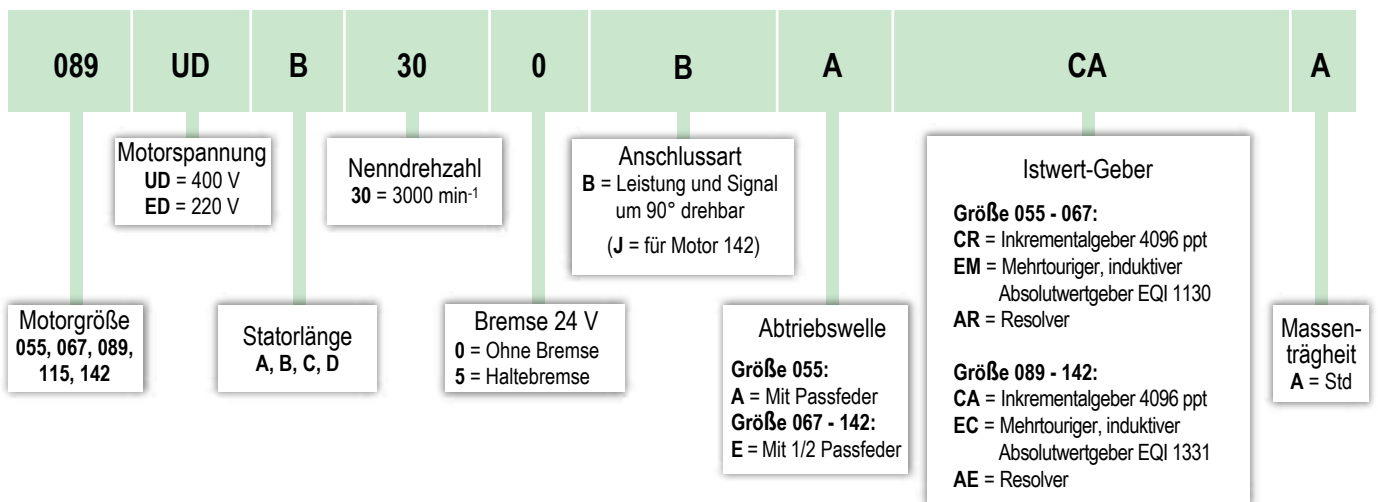 089 UD B 30 0 B A CA A
Motorspannung
UD = 400 V
ED = 220 V
Nenndrehzahl
30 = 3000 min-1
Anschlussart
B = Leistung und Signal
um 90° drehbar
(J = für Motor 142)
Istwert-Geber
Größe 055 - 067:
CR = Inkrementalgeber 4096 ppt
EM = Mehrtouriger, induktiver
Absolutwertgeber EQI 1130
AR = Resolver
Größe 089 - 142:
CA = Inkrementalgeber 4096 ppt
EC = Mehrtouriger, induktiver
Absolutwertgeber EQI 1331
AE = Resolver
Motorgröße
055, 067, 089,
115, 142
Statorlänge
A, B, C, D
Bremse 24 V
0 = Ohne Bremse
5 = Haltebremse
Abtriebswelle
Größe 055:
A = Mit Passfeder
Größe 067 - 142:
E = Mit 1/2 Passfeder
Massen-
trägheit
A = Std